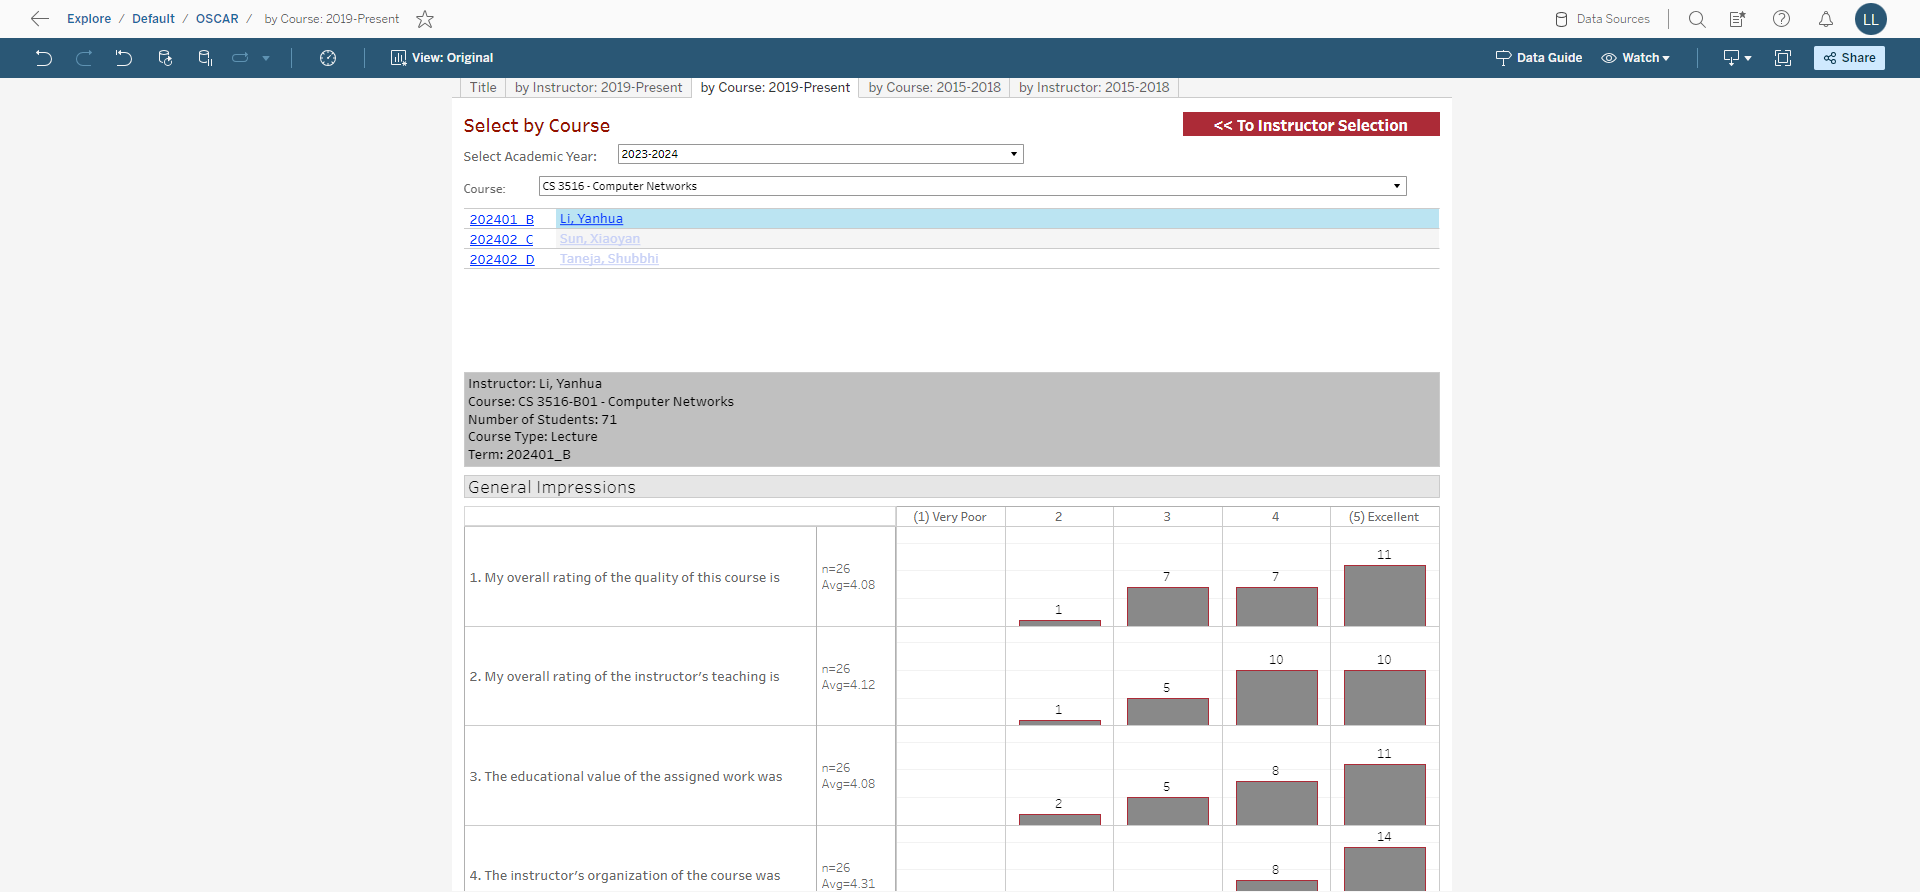 Explore / Default / OSCAR / by Course: 2019-Present
Data Sources
LL
View: Original
Data Guide
Watch
Share
Title
by Instructor: 2019-Present
by Course: 2019-Present
by Course: 2015-2018
by Instructor: 2015-2018
Select by Course
<< To Instructor Selection
Select Academic Year:
2023-2024
Course:
CS 3516 - Computer Networks
202401_B Li, Yanhua
202402_C Sun, Xiaoyan
202402_D Taneja, Shubbhi
Instructor: Li, Yanhua
Course: CS 3516-B01 - Computer Networks
Number of Students: 71
Course Type: Lecture
Term: 202401_B
General Impressions
(1) Very Poor 2 3 4 (5) Excellent
1. My overall rating of the quality of this course is
n=26
Avg=4.08
1 7 7 11
2. My overall rating of the instructor's teaching is
n=26
Avg=4.12
1 5 10 10
3. The educational value of the assigned work was
n=26
Avg=4.08
2 5 8 11
4. The instructor's organization of the course was
n=26
Avg=4.31
8 14